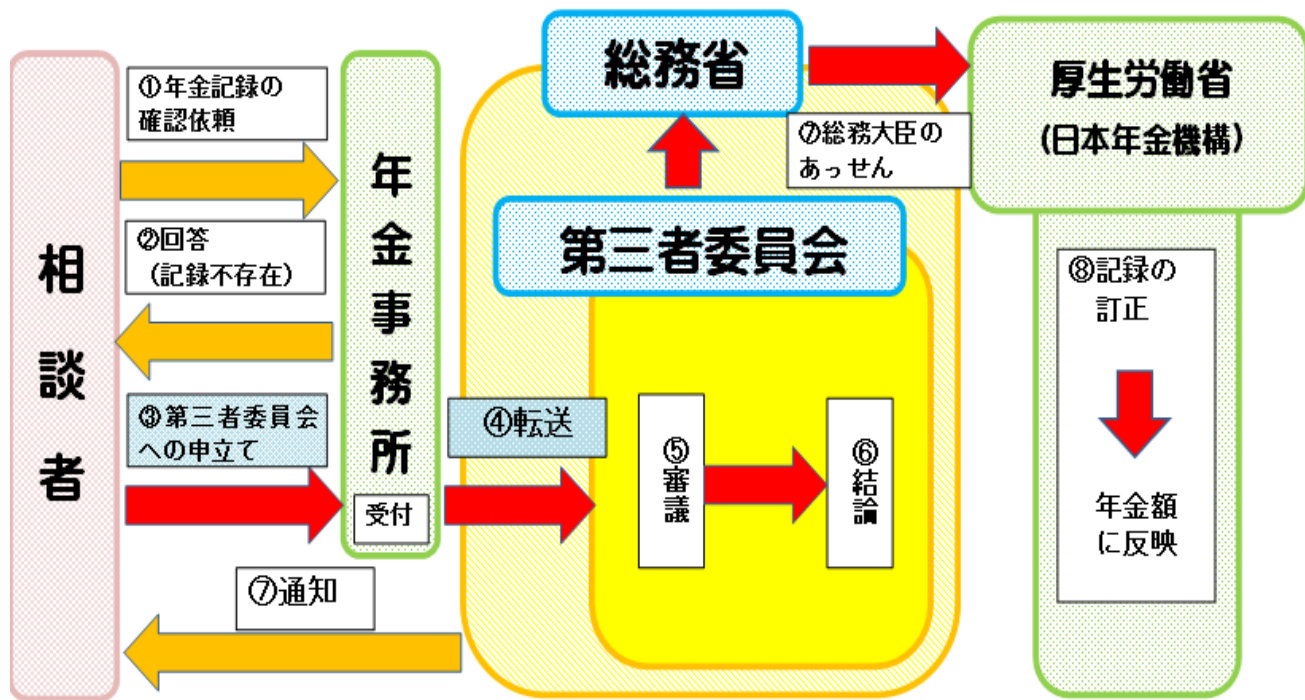 相談者
①年金記録の
確認依頼
②回答
（記録不存在）
③第三者委員会
への申立て
年金事務所
受付
④転送
⑦通知
総務省
第三者委員会
⑤審議
⑥結論
⑦総務大臣の
あっせん
厚生労働省
(日本年金機構)
⑧記録の
訂正
年金額
に反映